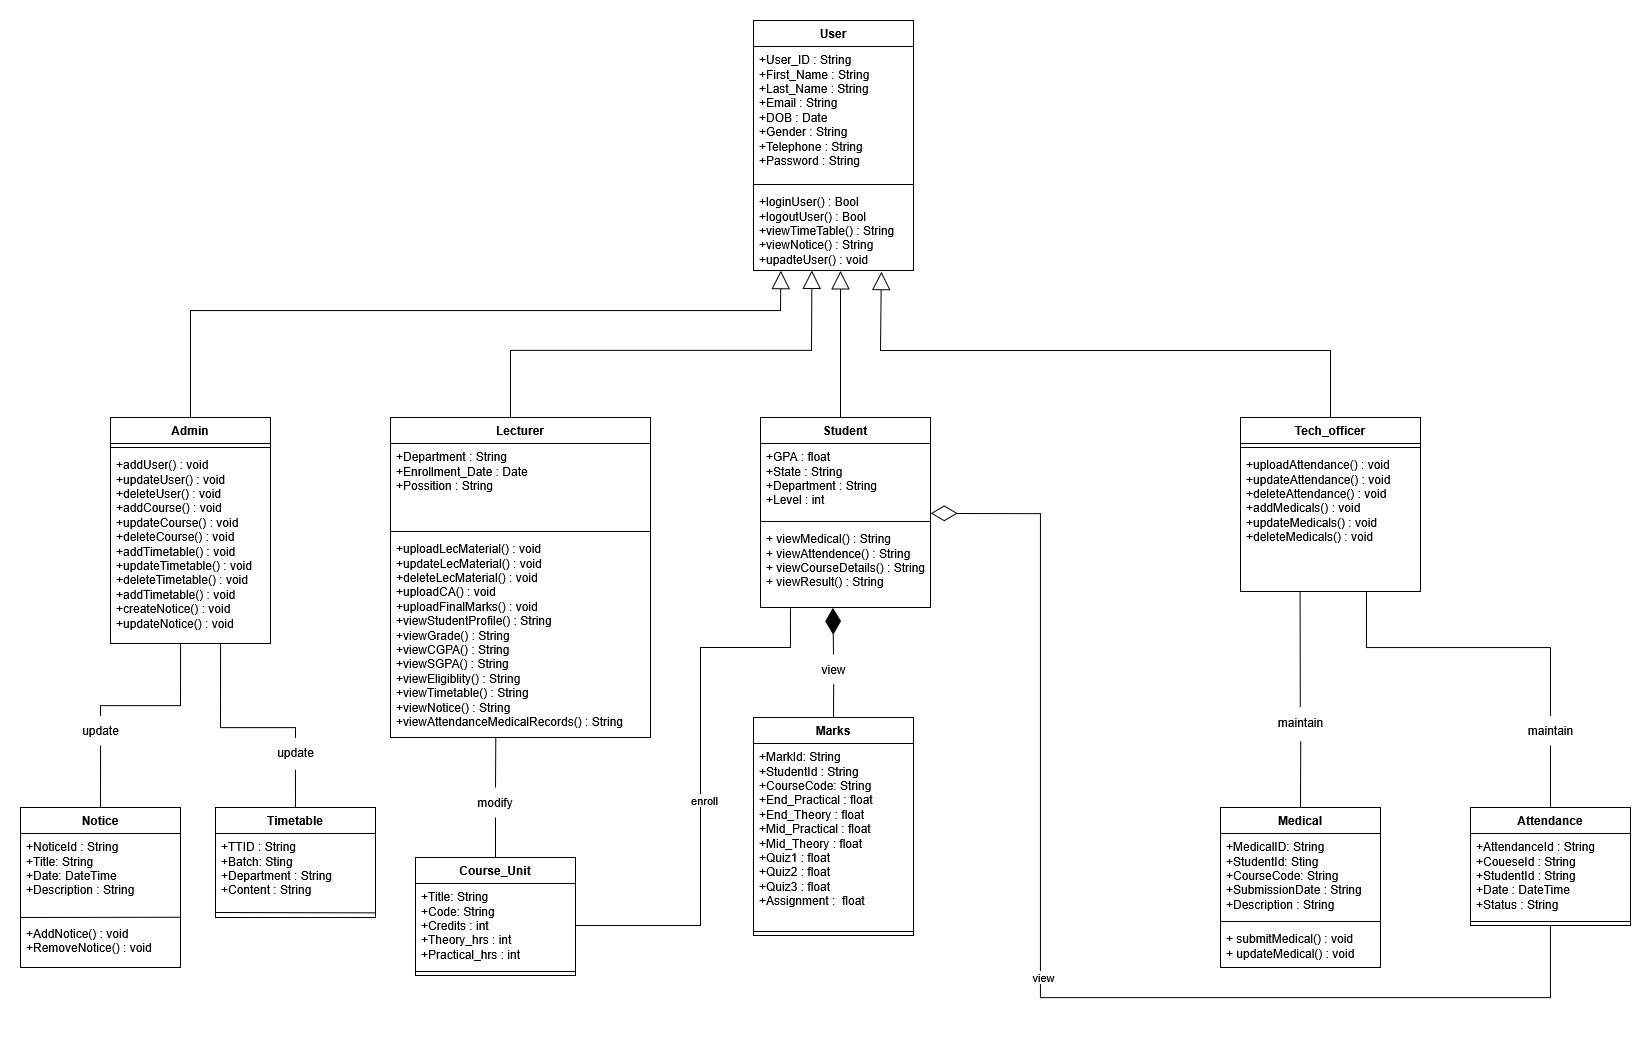 User
+User_ID : String
+First_Name : String
+Last_Name : String
+Email : String
+DOB : Date
+Gender : String
+Telephone : String
+Password : String
+loginUser() : Bool
+logoutUser() : Bool
+viewTimeTable() : String
+viewNotice() : String
+upadteUser() : void
Admin
+addUser() : void
+updateUser() : void
+deleteUser() : void
+addCourse() : void
+updateCourse() : void
+deleteCourse() : void
+addTimetable() : void
+updateTimetable() : void
+deleteTimetable() : void
+addTimetable() : void
+createNotice() : void
+updateNotice() : void
Lecturer
+Department : String
+Enrollment_Date : Date
+Possition : String
+uploadLecMaterial() : void
+updateLecMaterial() : void
+deleteLecMaterial() : void
+uploadCA() : void
+uploadFinalMarks() : void
+viewStudentProfile() : String
+viewGrade() : String
+viewCGPA() : String
+viewSGPA() : String
+viewEligiblity() : String
+viewTimetable() : String
+viewNotice() : String
+viewAttendanceMedicalRecords() : String
Student
+GPA : float
+State : String
+Department : String
+Level : int
+ viewMedical() : String
+ viewAttendence() : String
+ viewCourseDetails() : String
+ viewResult() : String
Tech_officer
+uploadAttendance() : void
+updateAttendance() : void
+deleteAttendance() : void
+addMedicals() : void
+updateMedicals() : void
+deleteMedicals() : void
update
update
modify
enroll
view
maintain
maintain
view
Notice
+NoticeId : String
+Title: String
+Date: DateTime
+Description : String
+AddNotice() : void
+RemoveNotice() : void
Timetable
+TTID : String
+Batch: Sting
+Department : String
+Content : String
Course_Unit
+Title: String
+Code: String
+Credits : int
+Theory_hrs : int
+Practical_hrs : int
Marks
+MarkId: String
+StudentId : String
+CourseCode: String
+End_Practical : float
+End_Theory : float
+Mid_Practical : float
+Mid_Theory : float
+Quiz1 : float
+Quiz2 : float
+Quiz3 : float
+Assignment :  float
Medical
+MedicalID: String
+StudentId: Sting
+CourseCode: String
+SubmissionDate : String
+Description : String
+ submitMedical() : void
+ updateMedical() : void
Attendance
+AttendanceId : String
+CoueseId : String
+StudentId : String
+Date : DateTime
+Status : String